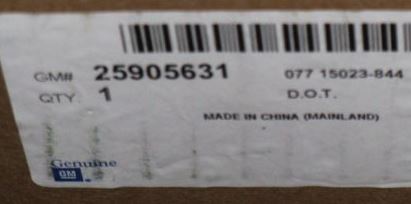 GM# 25905631 077 15023-844
QTY 1 D.O.T.
MADE IN CHINA (MAINLAND)
Genuine
GM